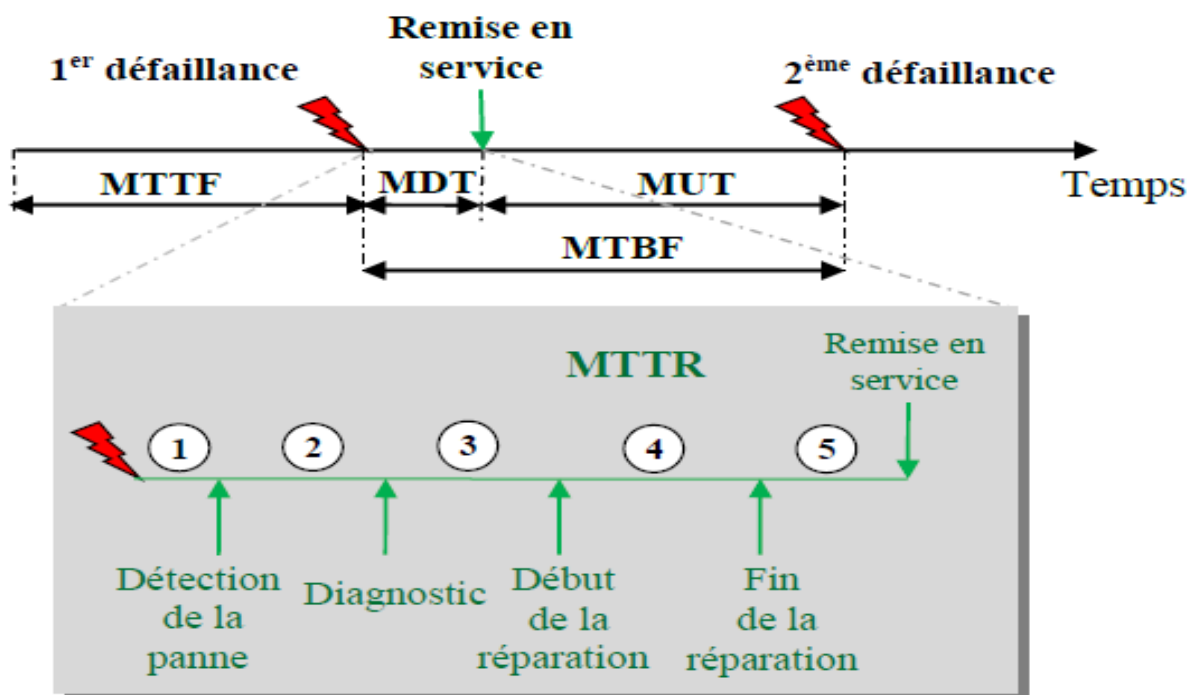 Remise en
service
1er défaillance
2ème défaillance
MTTF
MDT
MUT
Temps
MTBF
MTTR
Remise en
service
1
2
3
4
5
Détection
de la
panne
Diagnostic
Début
de la
réparation
Fin
de la
réparation